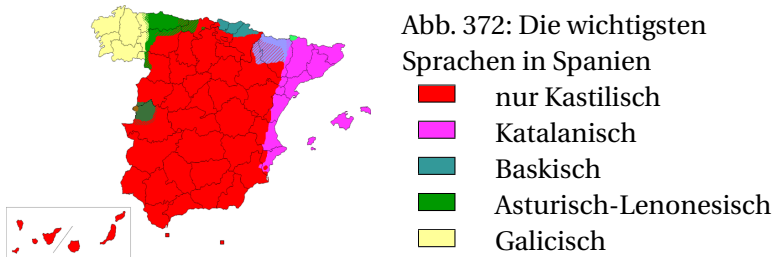 Abb. 372: Die wichtigsten
Sprachen in Spanien
nur Kastilisch
Katalanisch
Baskisch
Asturisch-Lenonesisch
Galicisch